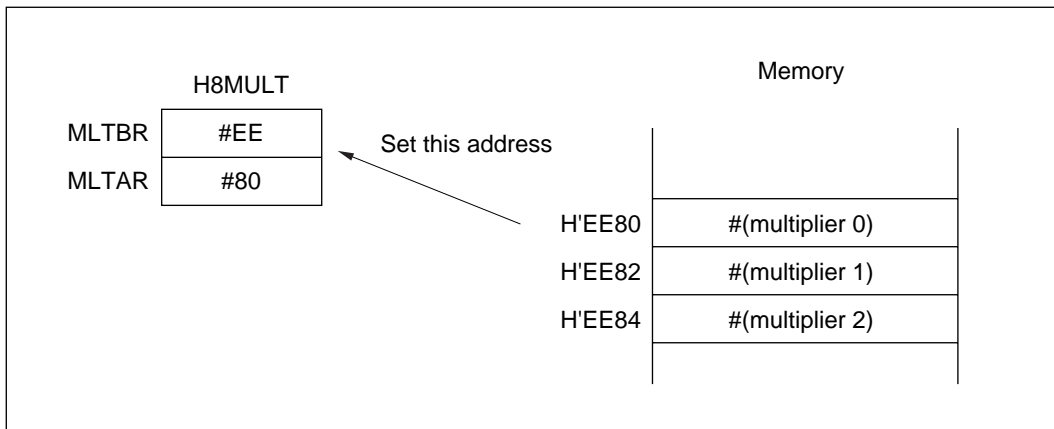 Memory
H8MULT
MLTBR #EE
Set this address
MLTAR #80
H'EE80 #(multiplier 0)
H'EE82 #(multiplier 1)
H'EE84 #(multiplier 2)